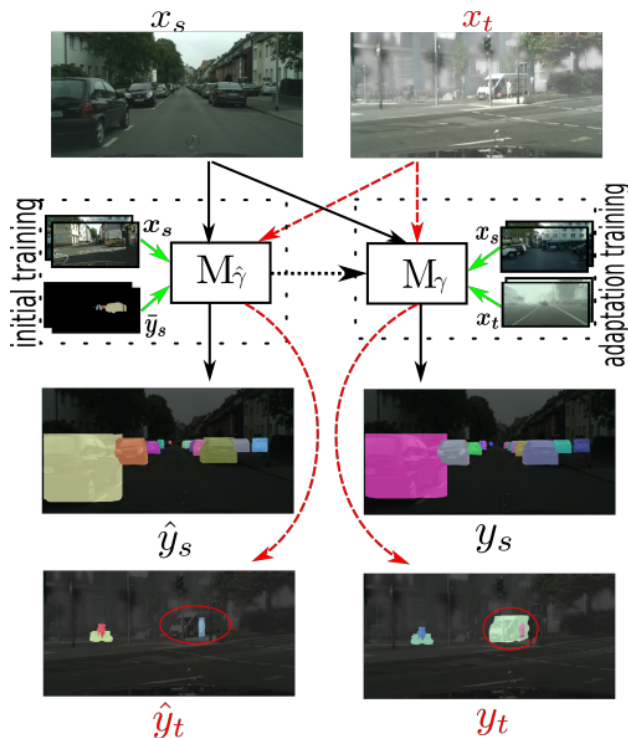 x_s x_t
initial training
x_s
ȳ_s
M_γ̂
M_γ
x_s
x_t
adaptation training
ŷ_s y_s
ŷ_t y_t